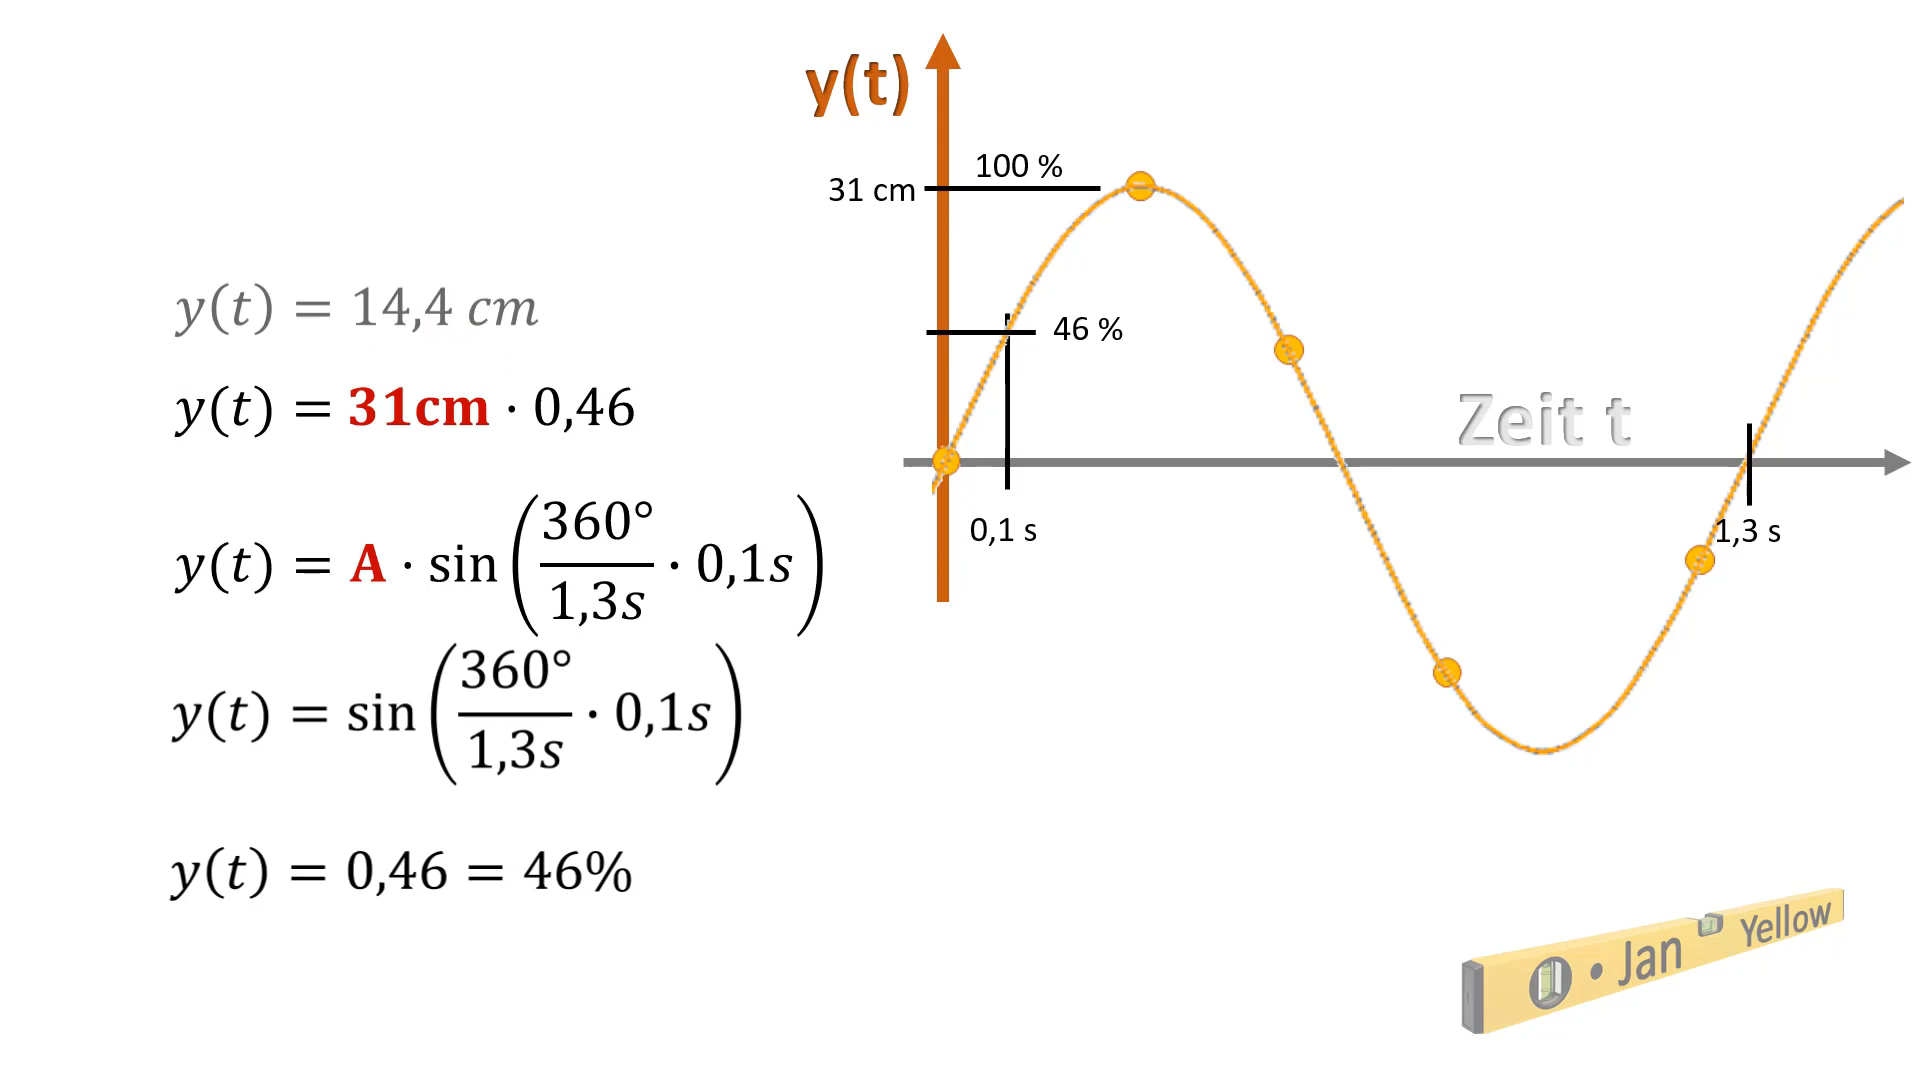 y(t)
100 %
31 cm
46 %
Zeit t
0,1 s
1,3 s
y(t) = 14,4 cm
y(t) = 31cm · 0,46
y(t) = A · sin(360°/1,3s · 0,1s)
y(t) = sin(360°/1,3s · 0,1s)
y(t) = 0,46 = 46%
• Jan Yellow